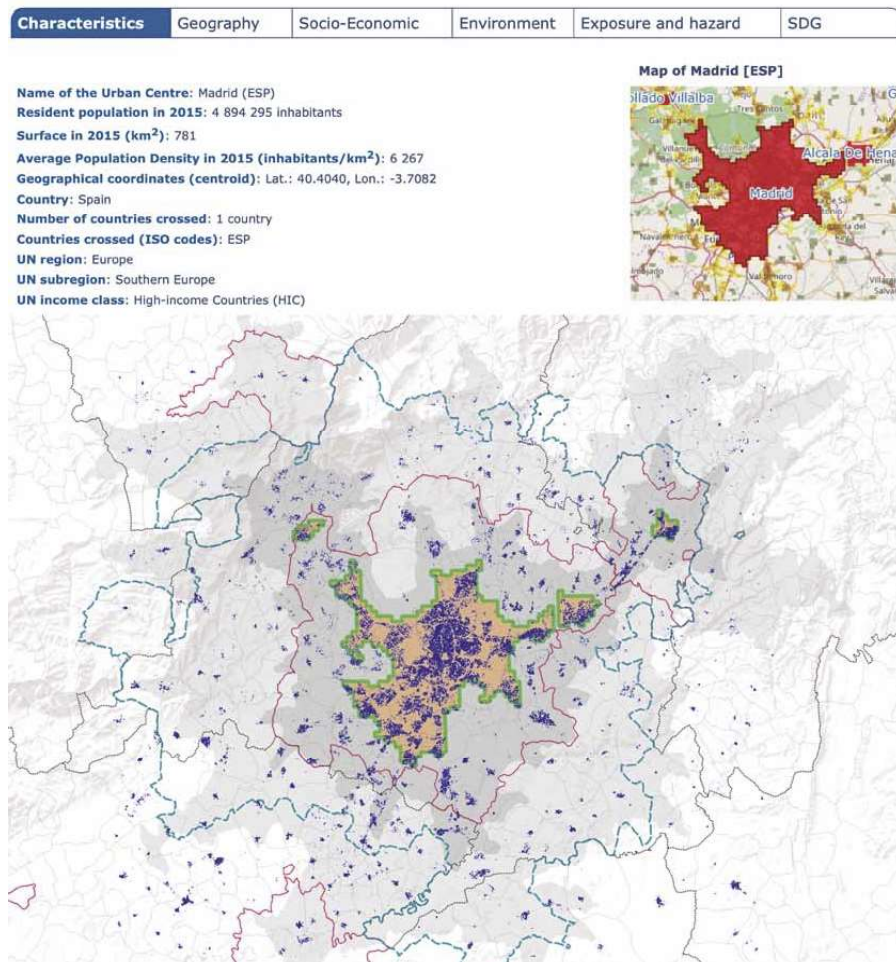 Characteristics Geography Socio-Economic Environment Exposure and hazard SDG
Map of Madrid [ESP]
Name of the Urban Centre: Madrid (ESP)
Resident population in 2015: 4 894 295 inhabitants
Surface in 2015 (km²): 781
Average Population Density in 2015 (inhabitants/km²): 6 267
Geographical coordinates (centroid): Lat.: 40.4040, Lon.: -3.7082
Country: Spain
Number of countries crossed: 1 country
Countries crossed (ISO codes): ESP
UN region: Europe
UN subregion: Southern Europe
UN income class: High-income Countries (HIC)
ollado Villalba
Tres Cantos
Alcala De Hena
Madrid